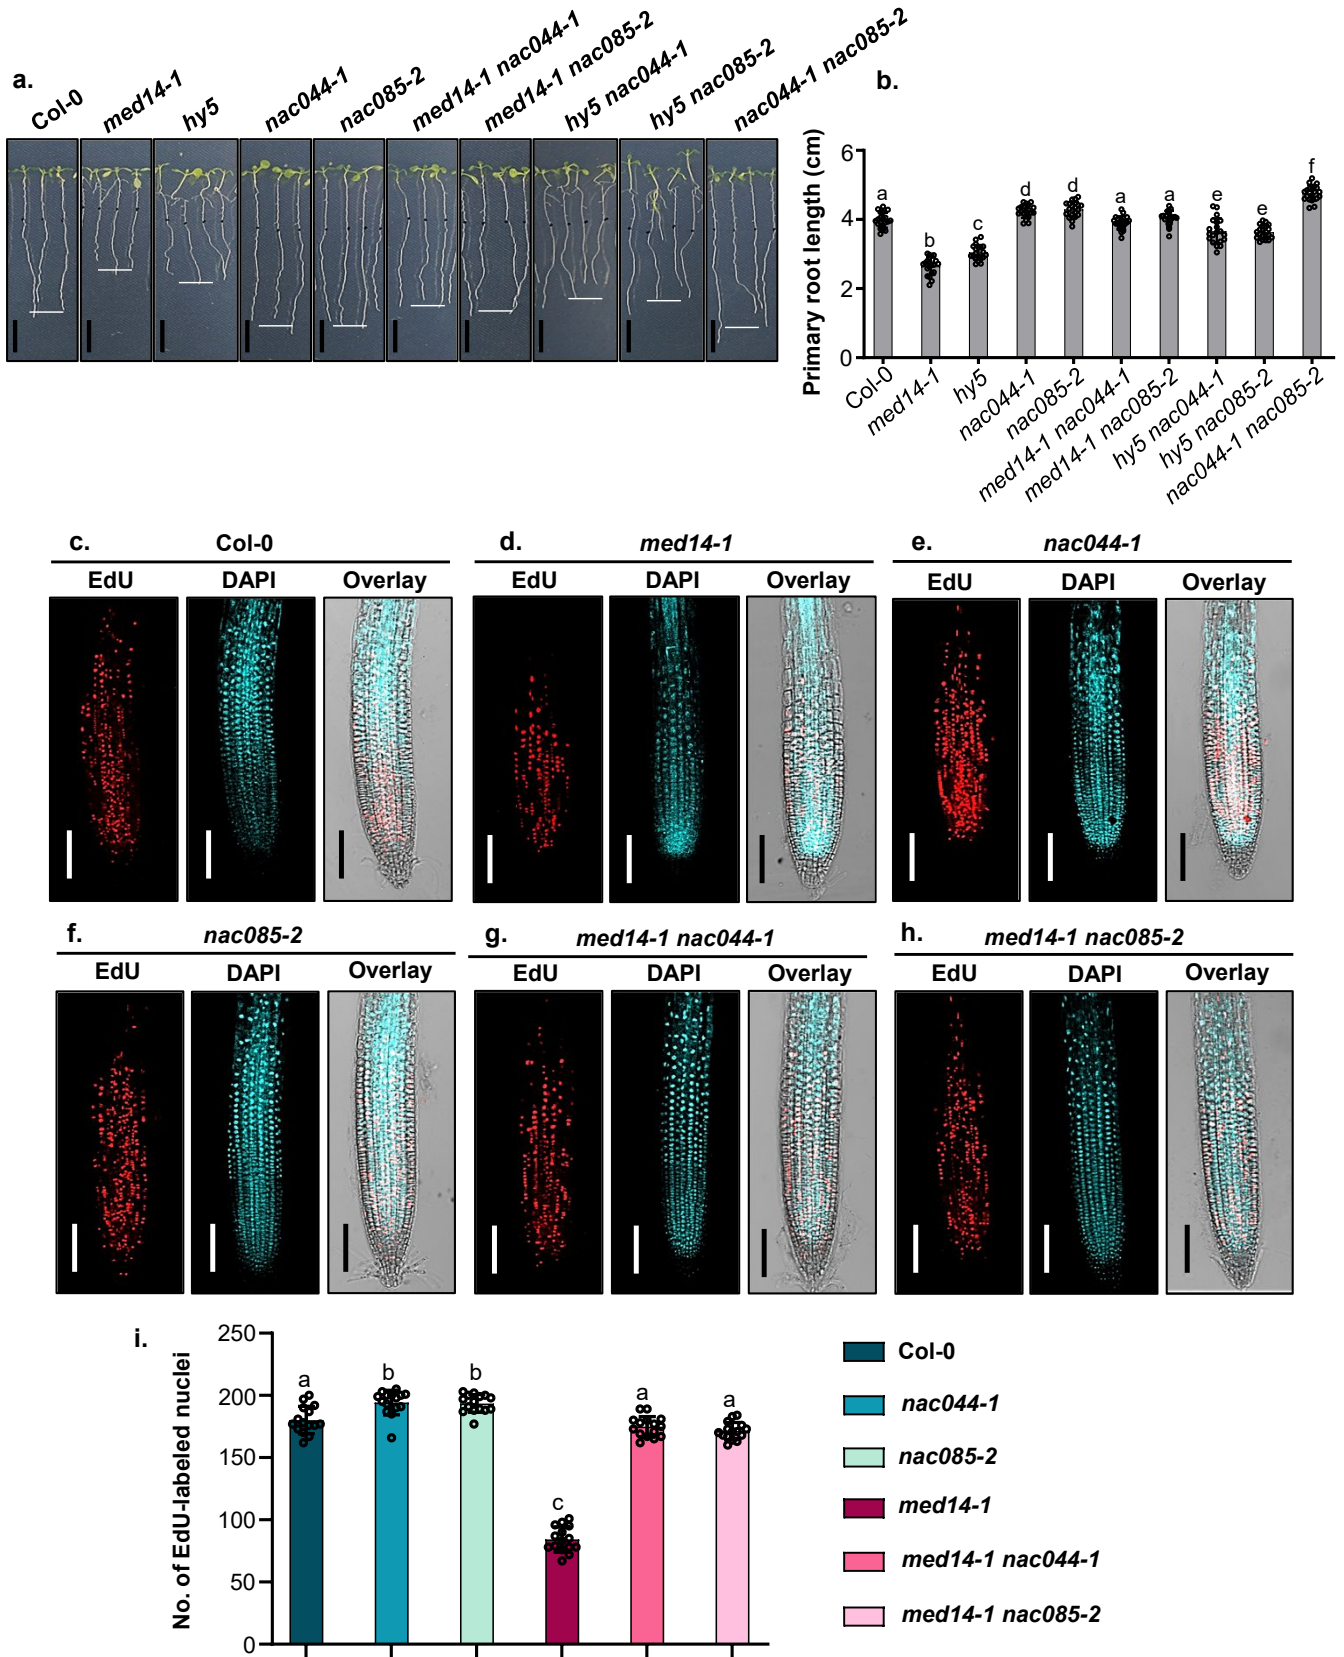 a.
Col-0
med14-1
hy5
nac044-1
nac085-2
med14-1 nac044-1
med14-1 nac085-2
hy5 nac044-1
hy5 nac085-2
nac044-1 nac085-2
b.
Primary root length (cm)
6
4
2
0
a
b
c
d
d
a
a
e
e
f
Col-0
med14-1
hy5
nac044-1
nac085-2
med14-1 nac044-1
med14-1 nac085-2
hy5 nac044-1
hy5 nac085-2
nac044-1 nac085-2
c.
Col-0
EdU DAPI Overlay
d.
med14-1
EdU DAPI Overlay
e.
nac044-1
EdU DAPI Overlay
f.
nac085-2
EdU DAPI Overlay
g.
med14-1 nac044-1
EdU DAPI Overlay
h.
med14-1 nac085-2
EdU DAPI Overlay
i.
No. of EdU-labeled nuclei
250
200
150
100
50
0
a
b
b
c
a
a
Col-0
nac044-1
nac085-2
med14-1
med14-1 nac044-1
med14-1 nac085-2